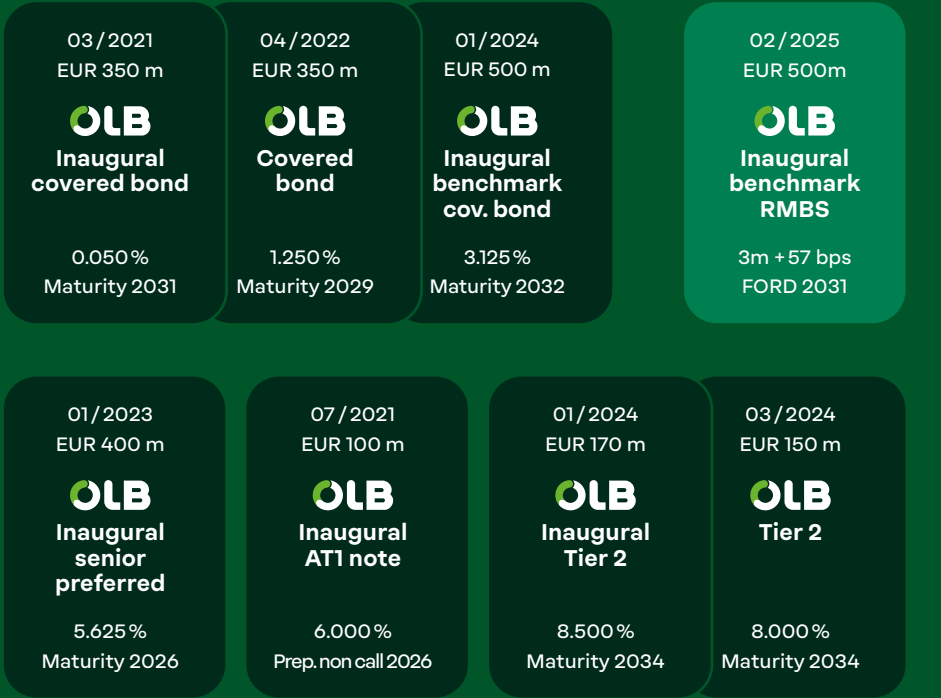 03/2021
EUR 350 m
OLB
Inaugural
covered bond
0.050 %
Maturity 2031
04/2022
EUR 350 m
OLB
Covered
bond
1.250 %
Maturity 2029
01/2024
EUR 500 m
OLB
Inaugural
benchmark
cov. bond
3.125 %
Maturity 2032
02/2025
EUR 500m
OLB
Inaugural
benchmark
RMBS
3m +57 bps
FORD 2031
01/2023
EUR 400 m
OLB
Inaugural
senior
preferred
5.625 %
Maturity 2026
07/2021
EUR 100 m
OLB
Inaugural
AT1 note
6.000 %
Prep. non call 2026
01/2024
EUR 170 m
OLB
Inaugural
Tier 2
8.500 %
Maturity 2034
03/2024
EUR 150 m
OLB
Tier 2
8.000 %
Maturity 2034